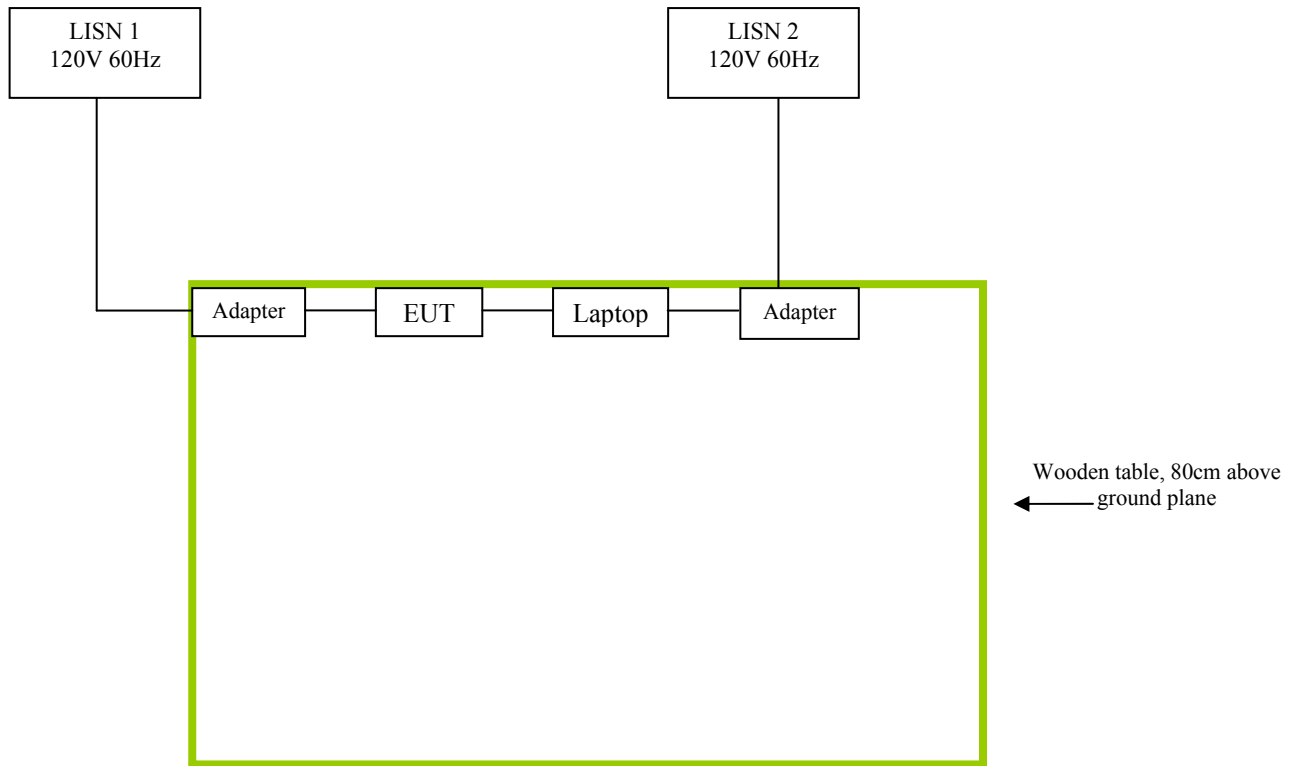 LISN 1
120V 60Hz
LISN 2
120V 60Hz
Adapter
EUT
Laptop
Adapter
Wooden table, 80cm above
ground plane